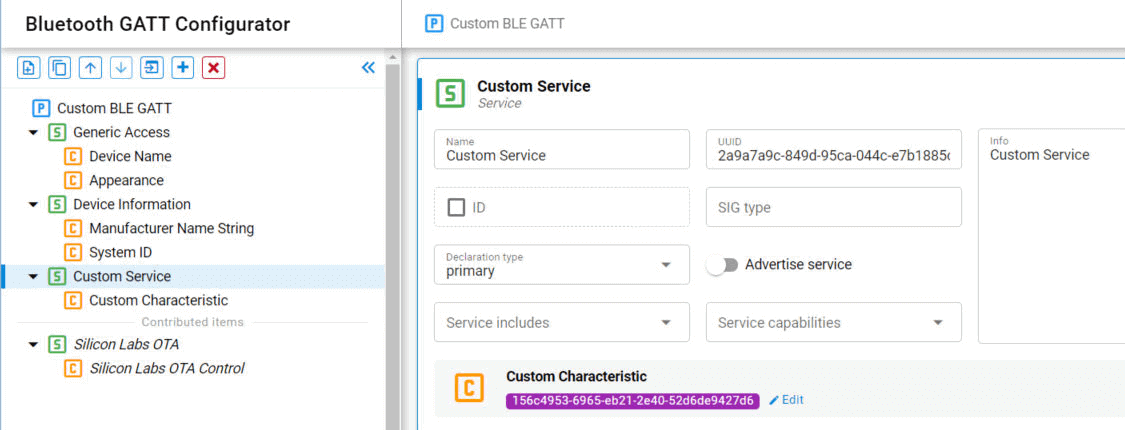 Bluetooth GATT Configurator
P Custom BLE GATT
P Custom BLE GATT
S Generic Access
C Device Name
C Appearance
S Device Information
C Manufacturer Name String
C System ID
S Custom Service
C Custom Characteristic
Contributed items
S Silicon Labs OTA
C Silicon Labs OTA Control
S Custom Service
Service
Name
Custom Service
UUID
2a9a7a9c-849d-95ca-044c-e7b1885c
Info
Custom Service
ID
SIG type
Declaration type
primary
Advertise service
Service includes
Service capabilities
C Custom Characteristic
156c4953-6965-eb21-2e40-52d6de9427d6
Edit